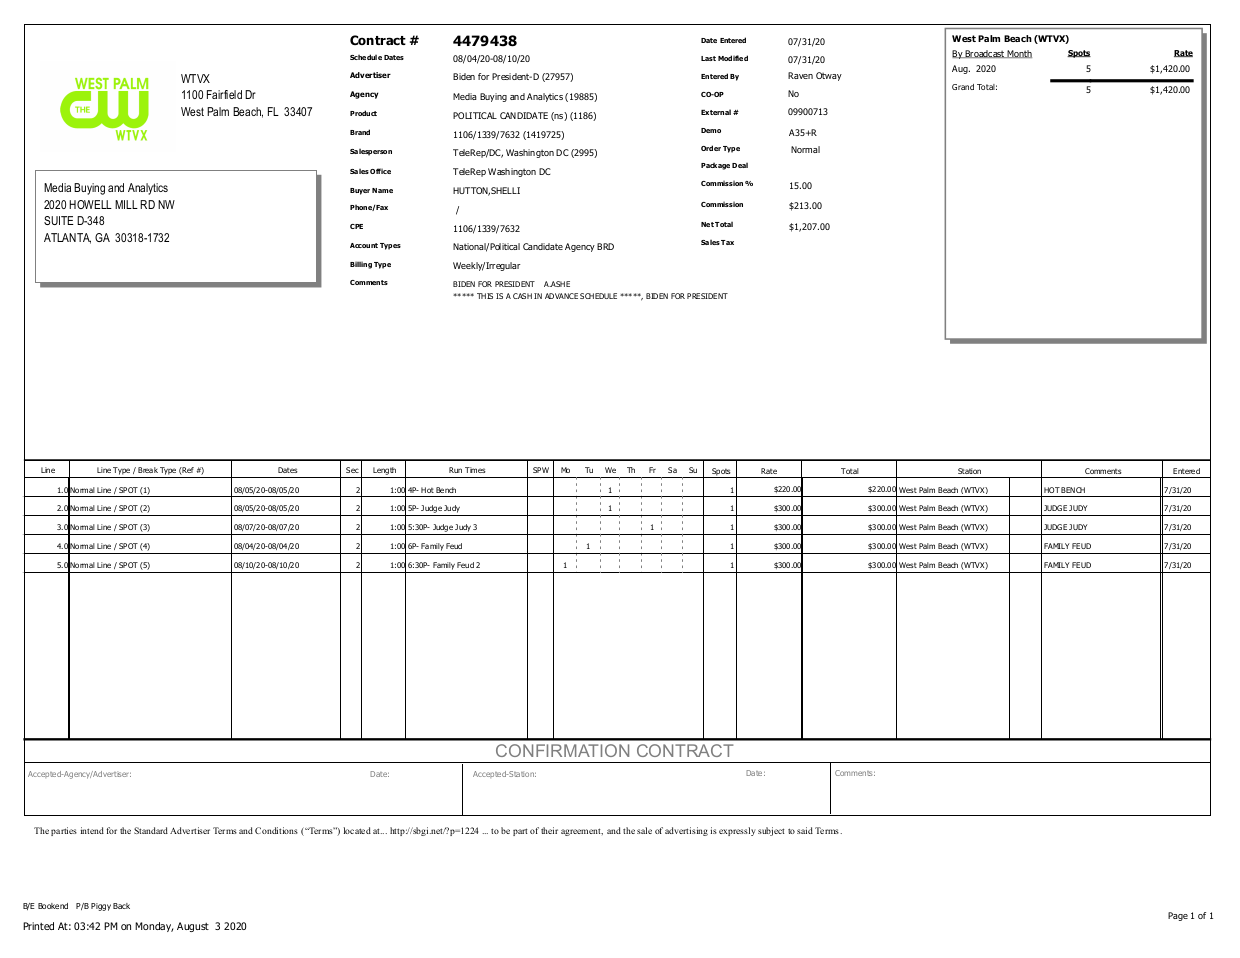 WEST PALM
THE CW
WTVX
WTVX
1100 Fairfield Dr
West Palm Beach, FL 33407
Media Buying and Analytics
2020 HOWELL MILL RD NW
SUITE D-348
ATLANTA, GA 30318-1732
Contract # 4479438
Schedule Dates 08/04/20-08/10/20
Advertiser Biden for President-D (27957)
Agency Media Buying and Analytics (19885)
Product POLITICAL CANDIDATE (ns) (1186)
Brand 1106/1339/7632 (1419725)
Salesperson TeleRep/DC, Washington DC (2995)
Sales Office TeleRep Washington DC
Buyer Name HUTTON,SHELLI
Phone/Fax /
CPE 1106/1339/7632
Account Types National/Political Candidate Agency BRD
Billing Type Weekly/Irregular
Comments BIDEN FOR PRESIDENT A.ASHE
***** THIS IS A CASH IN ADVANCE SCHEDULE *****, BIDEN FOR PRESIDENT
Date Entered 07/31/20
Last Modified 07/31/20
Entered By Raven Otway
CO-OP No
External # 09900713
Demo A35+R
Order Type Normal
Package Deal
Commission % 15.00
Commission $213.00
Net Total $1,207.00
Sales Tax
West Palm Beach (WTVX)
By Broadcast Month Spots Rate
Aug. 2020 5 $1,420.00
Grand Total: 5 $1,420.00
Line Line Type / Break Type (Ref #) Dates Sec Length Run Times SPW Mo Tu We Th Fr Sa Su Spots Rate Total Station Comments Entered
1.0 Normal Line / SPOT (1) 08/05/20-08/05/20 2 1:00 4P- Hot Bench 1 1 $220.00 $220.00 West Palm Beach (WTVX) HOT BENCH 7/31/20
2.0 Normal Line / SPOT (2) 08/05/20-08/05/20 2 1:00 5P- Judge Judy 1 1 $300.00 $300.00 West Palm Beach (WTVX) JUDGE JUDY 7/31/20
3.0 Normal Line / SPOT (3) 08/07/20-08/07/20 2 1:00 5:30P- Judge Judy 3 1 1 $300.00 $300.00 West Palm Beach (WTVX) JUDGE JUDY 7/31/20
4.0 Normal Line / SPOT (4) 08/04/20-08/04/20 2 1:00 6P- Family Feud 1 1 $300.00 $300.00 West Palm Beach (WTVX) FAMILY FEUD 7/31/20
5.0 Normal Line / SPOT (5) 08/10/20-08/10/20 2 1:00 6:30P- Family Feud 2 1 1 $300.00 $300.00 West Palm Beach (WTVX) FAMILY FEUD 7/31/20
CONFIRMATION CONTRACT
Accepted-Agency/Advertiser: Date: Accepted-Station: Date: Comments:
The parties intend for the Standard Advertiser Terms and Conditions (“Terms”) located at... http://sbgi.net/?p=1224 ... to be part of their agreement, and the sale of advertising is expressly subject to said Terms.
B/E Bookend P/B Piggy Back
Printed At: 03:42 PM on Monday, August 3 2020
Page 1 of 1